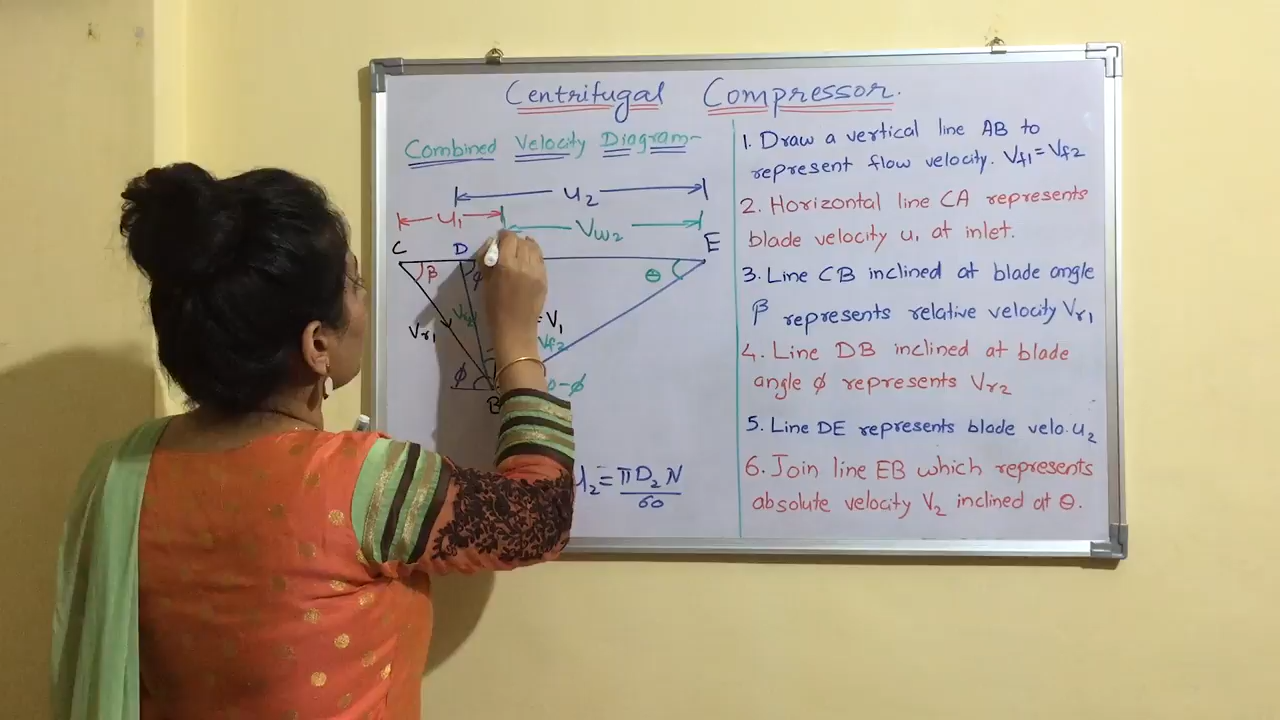 Centrifugal Compressor.
Combined Velocity Diagram-
u₂
u₁
Vw₂
C D E
β φ θ
Vr₁ Vr₂ = V₁
Vf₂
φ -φ
B
u₂ = πD₂N
60
1. Draw a vertical line AB to
represent flow velocity. Vf₁ = Vf₂
2. Horizontal line CA represents
blade velocity u₁ at inlet.
3. Line CB inclined at blade angle
β represents relative velocity Vr₁
4. Line DB inclined at blade
angle φ represents Vr₂
5. Line DE represents blade velo. u₂
6. Join line EB which represents
absolute velocity V₂ inclined at θ.